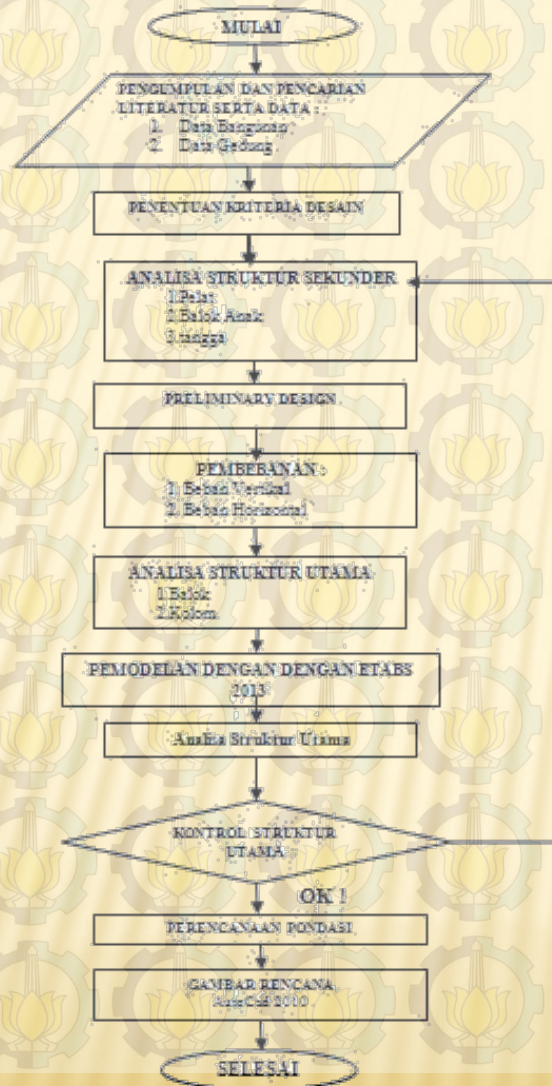 MULAI
PENGUMPULAN DAN PENCARIAN
LITERATUR SERTA DATA :
1. Data Bangunan
2. Data Gedung
PENENTUAN KRITERIA DESAIN
ANALISA STRUKTUR SEKUNDER
1.Pelat
2.Balok Anak
3.tangga
PRELIMINARY DESIGN
PEMBEBANAN :
1. Beban Vertikal
2. Beban Horizontal
ANALISA STRUKTUR UTAMA
1.Balok
2.Kolom
PEMODELAN DENGAN DENGAN ETABS
2013
Analisa Struktur Utama
KONTROL STRUKTUR
UTAMA
OK !
PERENCANAAN PONDASI
GAMBAR RENCANA
AutoCad 2010
SELESAI